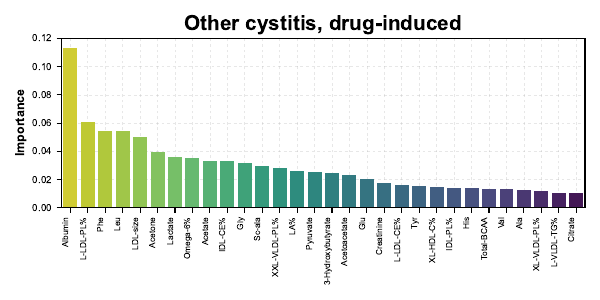 Other cystitis, drug-induced
Importance
0.12
0.10
0.08
0.06
0.04
0.02
0.00
Albumin
L-LDL-PL%
Phe
Leu
LDL-size
Acetone
Lactate
Omega-6%
Acetate
IDL-CE%
Gly
So-ala
XXL-VLDL-PL%
LA%
Pyruvate
3-Hydroxybutyrate
Acetoacetate
Glu
Creatinine
L-LDL-CE%
Tyr
XL-HDL-C%
IDL-PL%
His
Total-BCAA
Val
Ala
XL-VLDL-PL%
L-VLDL-TG%
Citrate